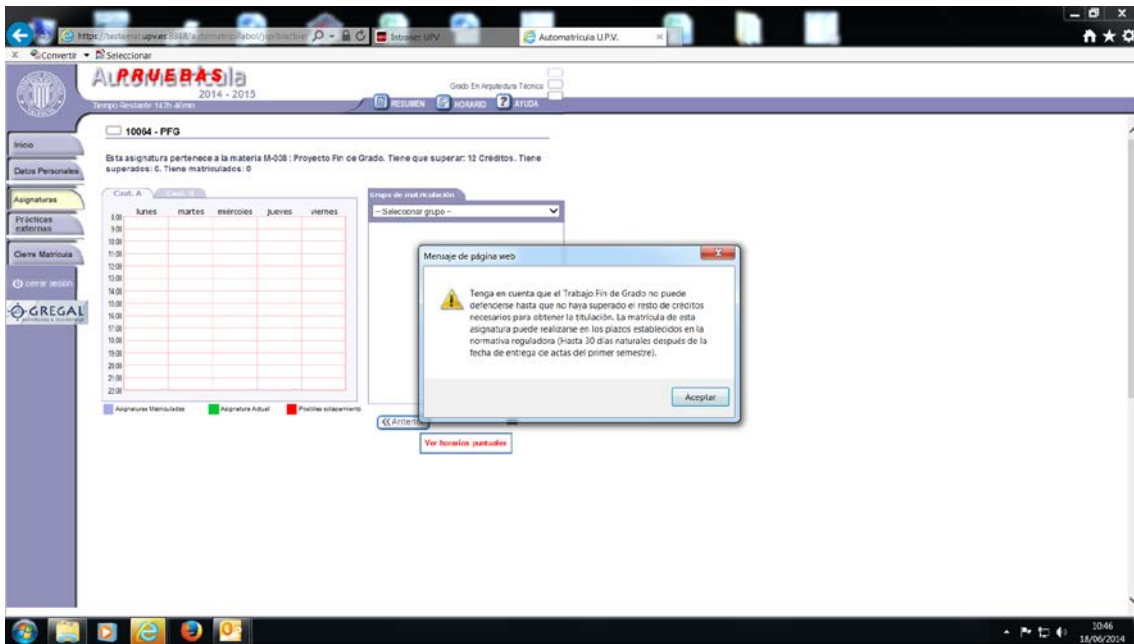 Intranet UPV
Automatrícula U.P.V.
Convertir
Seleccionar
PRUEBAS
2014 - 2015
Grado En Arquitectura Técnica
RESUMEN
HORARIO
AYUDA
10064 - PFG
Esta asignatura pertenece a la materia M-008 : Proyecto Fin de Grado. Tiene que superar: 12 Créditos. Tiene
superados: 0. Tiene matriculados: 0
Inicio
Datos Personales
Asignaturas
Prácticas
externas
Cierre Matrícula
cerrar sesión
GREGAL
Cuat. A
Cuat. B
lunes martes miércoles jueves viernes
8:00
9:00
10:00
11:00
12:00
13:00
14:00
15:00
16:00
17:00
18:00
19:00
20:00
21:00
22:00
Grupo de matriculación
-- Seleccionar grupo --
Mensaje de página web
Tenga en cuenta que el Trabajo Fin de Grado no puede
defenderse hasta que no haya superado el resto de créditos
necesarios para obtener la titulación. La matrícula de esta
asignatura puede realizarse en los plazos establecidos en la
normativa reguladora (Hasta 30 días naturales después de la
fecha de entrega de actas del primer semestre).
Aceptar
Asignaturas Matriculadas
Asignatura Actual
Posibles solapamiento
Anterior
Ver horarios puntuales
10:46
18/06/2014